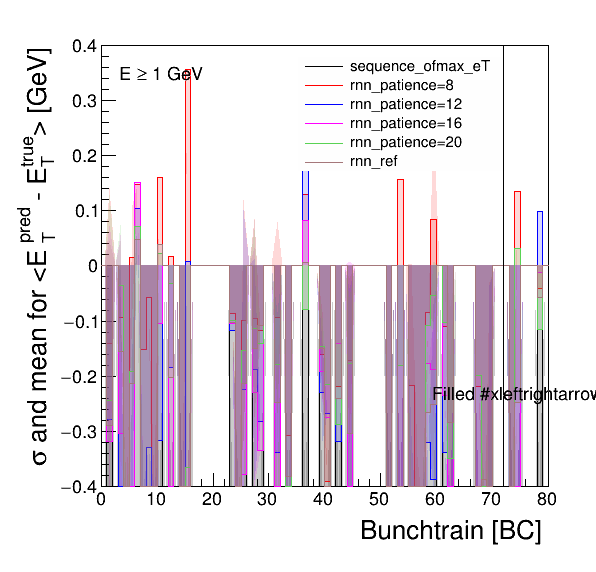 E ≥ 1 GeV
sequence_ofmax_eT
rnn_patience=8
rnn_patience=12
rnn_patience=16
rnn_patience=20
rnn_ref
σ and mean for <E_T^pred - E_T^true> [GeV]
0.4
0.3
0.2
0.1
0
−0.1
−0.2
−0.3
−0.4
Filled #xleftrightarrow
0 10 20 30 40 50 60 70 80
Bunchtrain [BC]